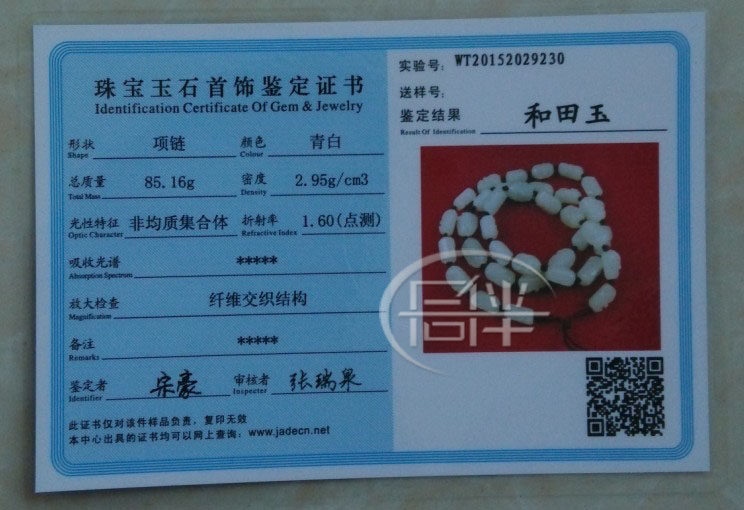 珠宝玉石首饰鉴定证书
Identification Certificate Of Gem & Jewelry
形状 项链 颜色 青白
Shape Colour
总质量 85.16g 密度 2.95g/cm3
Total Mass Density
光性特征 非均质集合体 折射率 1.60(点测)
Optic Character Refractive Index
吸收光谱 *****
Absorption Spectrum
放大检查 纤维交织结构
Magnification
备注 *****
Remarks
鉴定者 宋豪 审核者 张瑞泉
Identifier Inspecter
此证书仅对该件样品负责，复印无效
本中心出具的证书均可以网上查询：www.jadecn.net
实验号: WT20152029230
送样号:
鉴定结果 和田玉
Result Of Identification